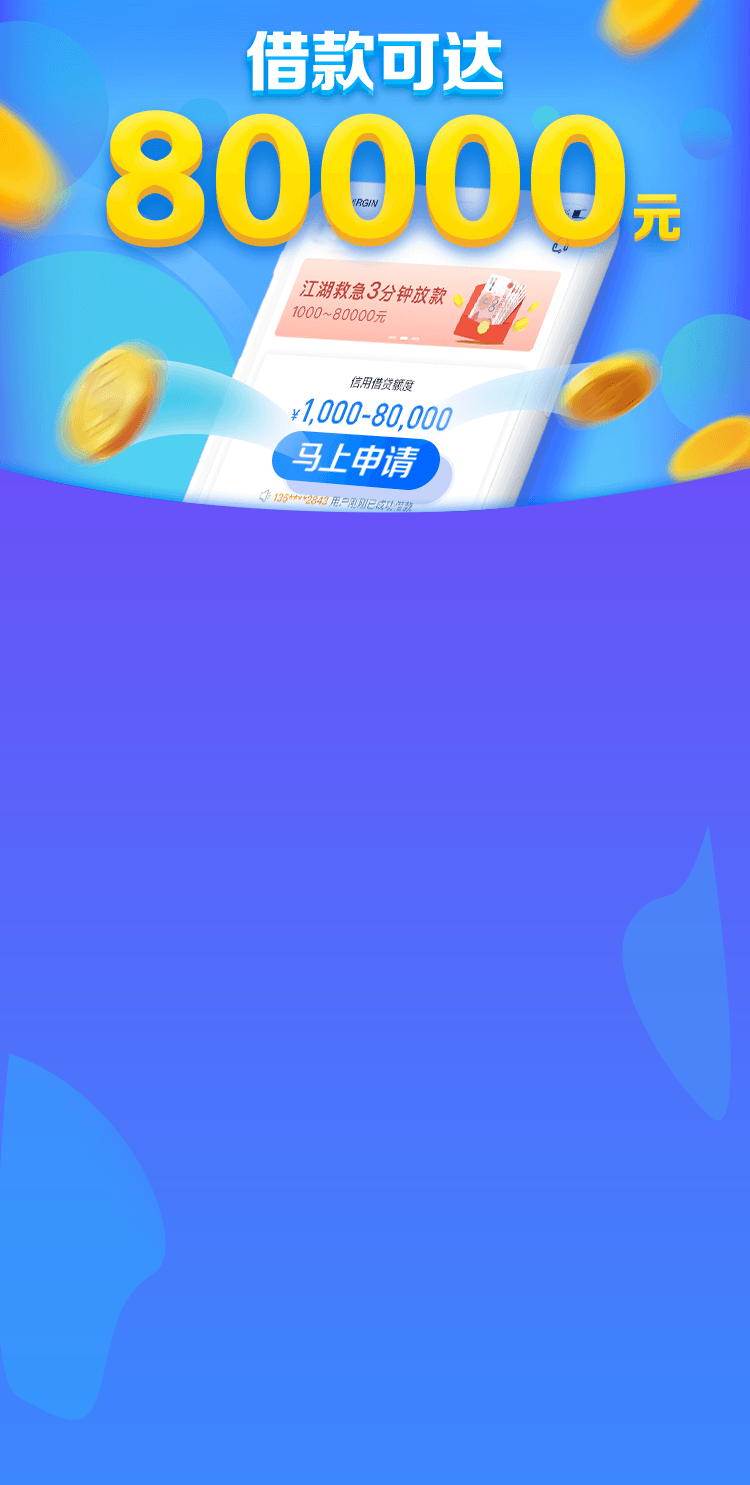 借款可达
80000元
江湖救急3分钟放款
1000~80000元
信用借贷额度
¥1,000-80,000
马上申请
135****2843 用户刚刚已成功借款